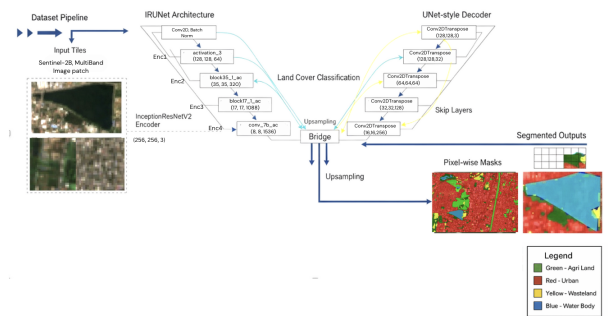 Dataset Pipeline
Input Tiles
Sentinel-2B, MultiBand
Image patch
IRUNet Architecture
Conv2D, Batch
Norm
Enc1
activation_3
(128, 128, 64)
Enc2
block35_1_ac
(35, 35, 320)
Enc3
block17_1_ac
(17, 17, 1088)
Enc4
conv_7b_ac
(8, 8, 1536)
InceptionResNetV2
Encoder
(256, 256, 3)
Land Cover Classification
Upsampling
Bridge
Upsampling
UNet-style Decoder
Conv2DTranspose
(128,128,3)
Conv2DTranspose
(128,128,32)
Conv2DTranspose
(64,64,64)
Conv2DTranspose
(32,32,128)
Conv2DTranspose
(16,16,256)
Skip Layers
Segmented Outputs
Pixel-wise Masks
Legend
Green - Agri Land
Red - Urban
Yellow - Wasteland
Blue - Water Body